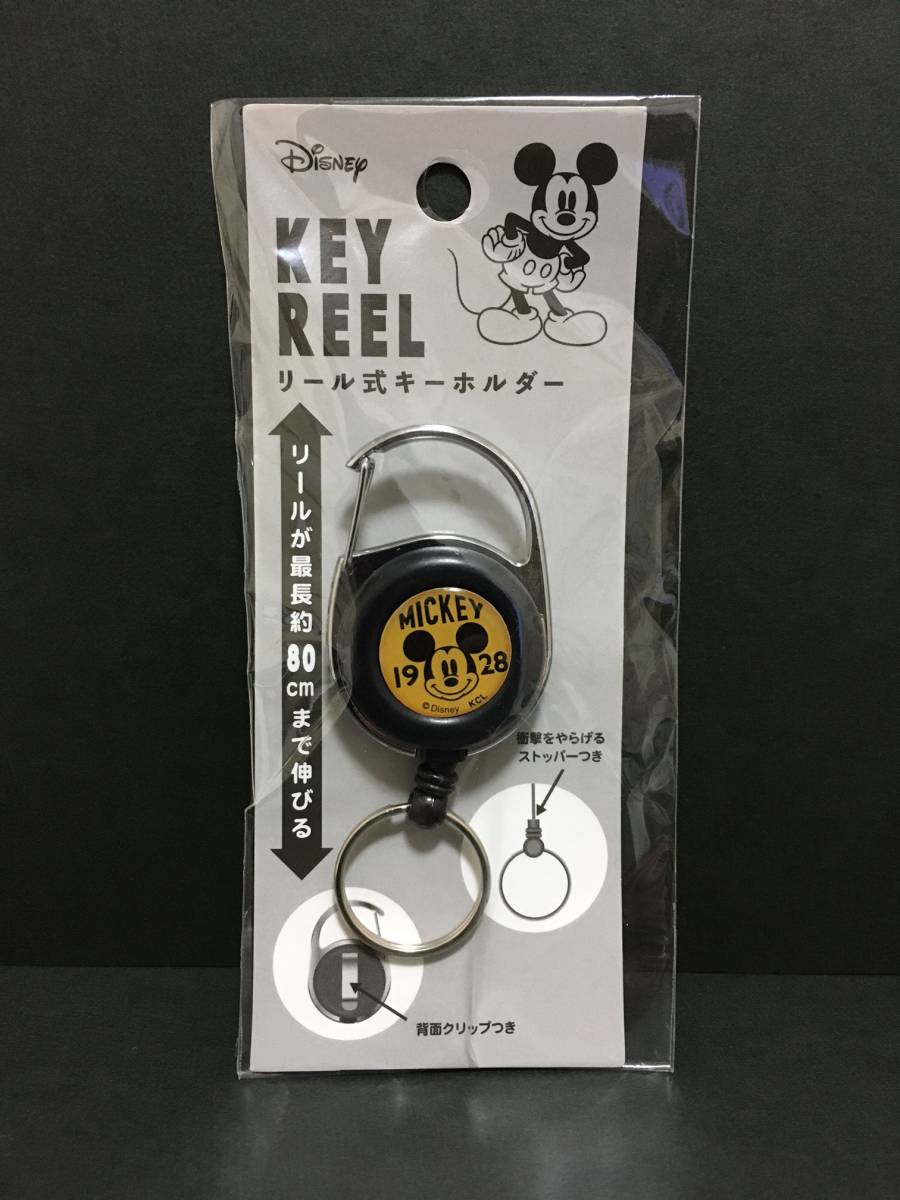 Disney
KEY
REEL
リール式キーホルダー
リールが最長約80cmまで伸びる
MICKEY
19 28
©Disney KCL
衝撃をやらげる
ストッパーつき
背面クリップつき